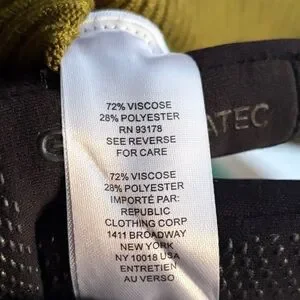 72% VISCOSE
28% POLYESTER
RN 93178
SEE REVERSE
FOR CARE
72% VISCOSE
28% POLYESTER
IMPORTÉ PAR:
REPUBLIC
CLOTHING CORP
1411 BROADWAY
NEW YORK
NY 10018 USA
ENTRETIEN
AU VERSO